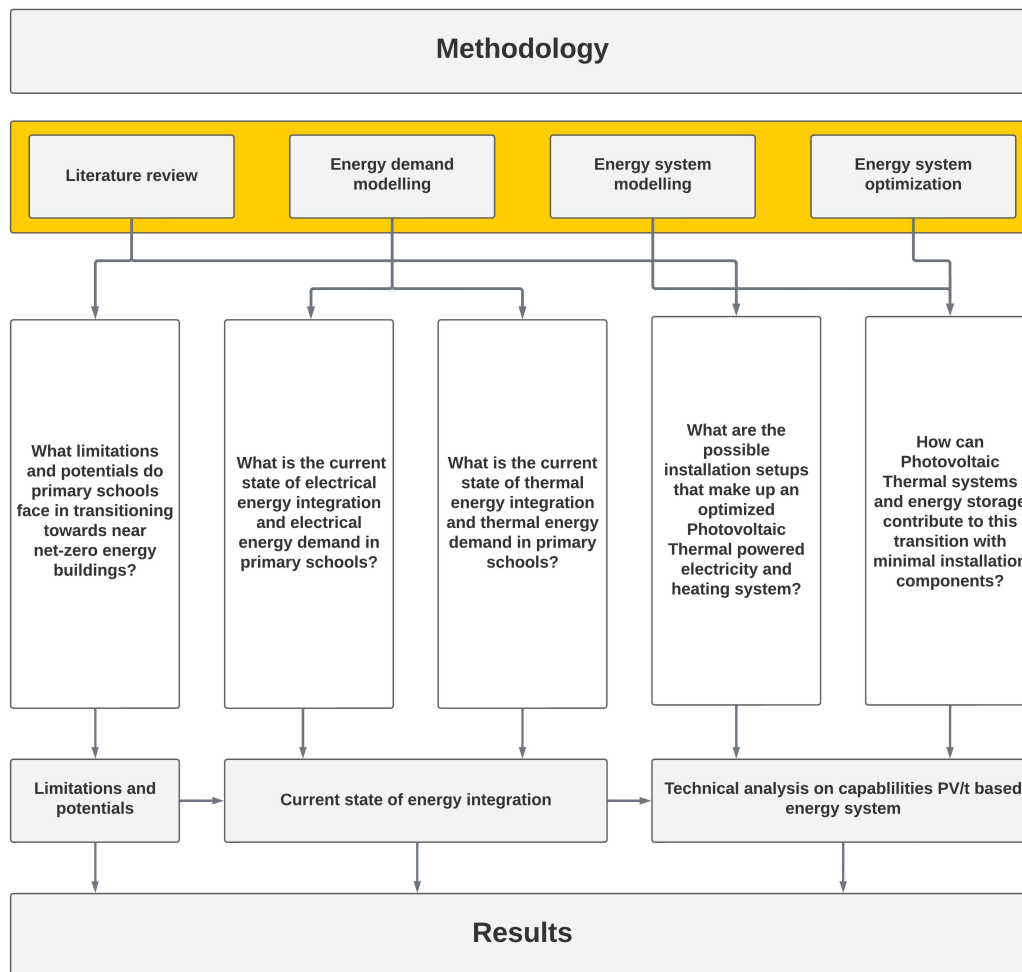 Methodology
Literature review
Energy demand
modelling
Energy system
modelling
Energy system
optimization
What limitations
and potentials do
primary schools
face in transitioning
towards near
net-zero energy
buildings?
What is the current
state of electrical
energy integration
and electrical
energy demand in
primary schools?
What is the current
state of thermal
energy integration
and thermal energy
demand in primary
schools?
What are the
possible
installation setups
that make up an
optimized
Photovoltaic
Thermal powered
electricity and
heating system?
How can
Photovoltaic
Thermal systems
and energy storage
contribute to this
transition with
minimal installation
components?
Limitations and
potentials
Current state of energy integration
Technical analysis on capablilities PV/t based
energy system
Results